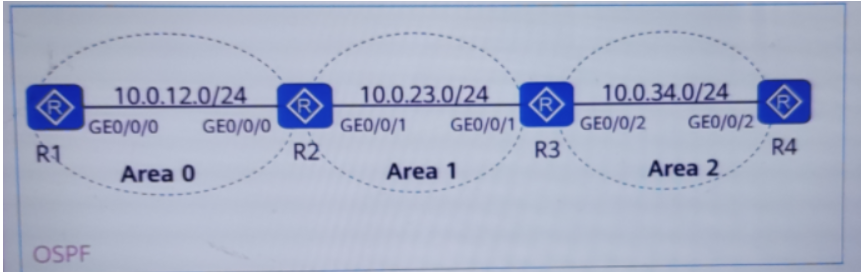 10.0.12.0/24 10.0.23.0/24 10.0.34.0/24
GE0/0/0 GE0/0/0 GE0/0/1 GE0/0/1 GE0/0/2 GE0/0/2
R1 R2 R3 R4
Area 0 Area 1 Area 2
OSPF